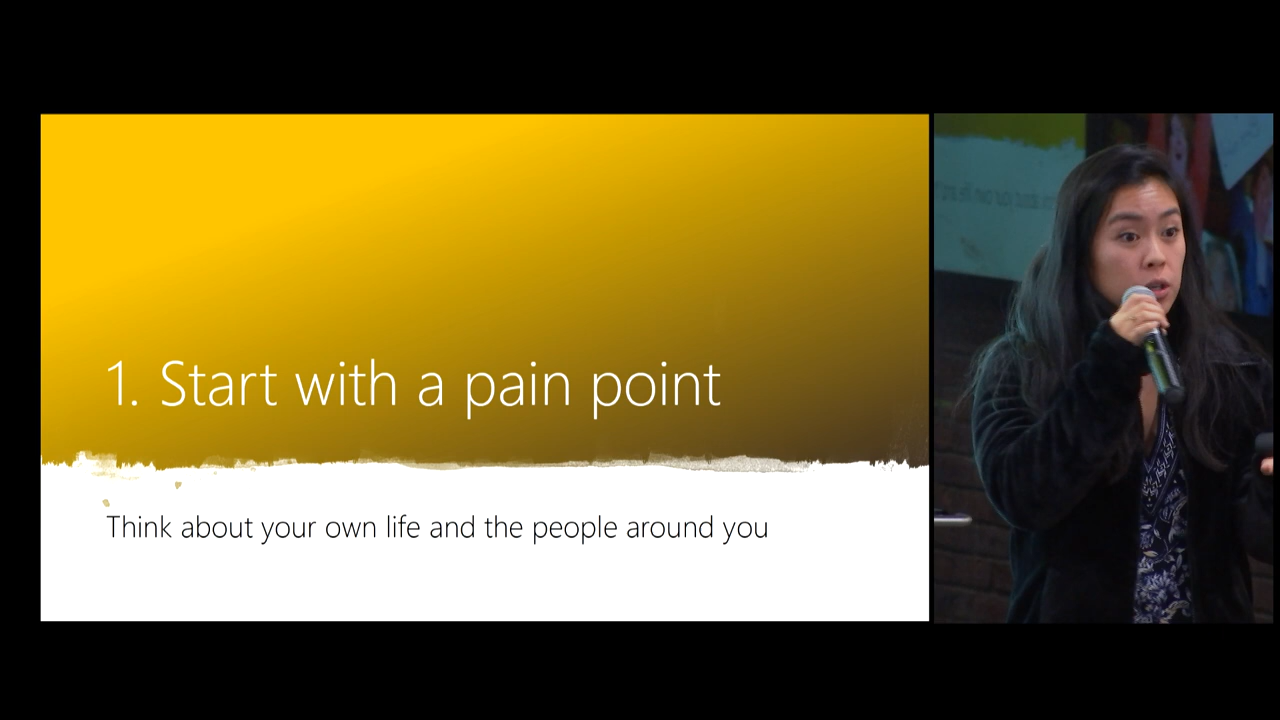 1. Start with a pain point
Think about your own life and the people around you